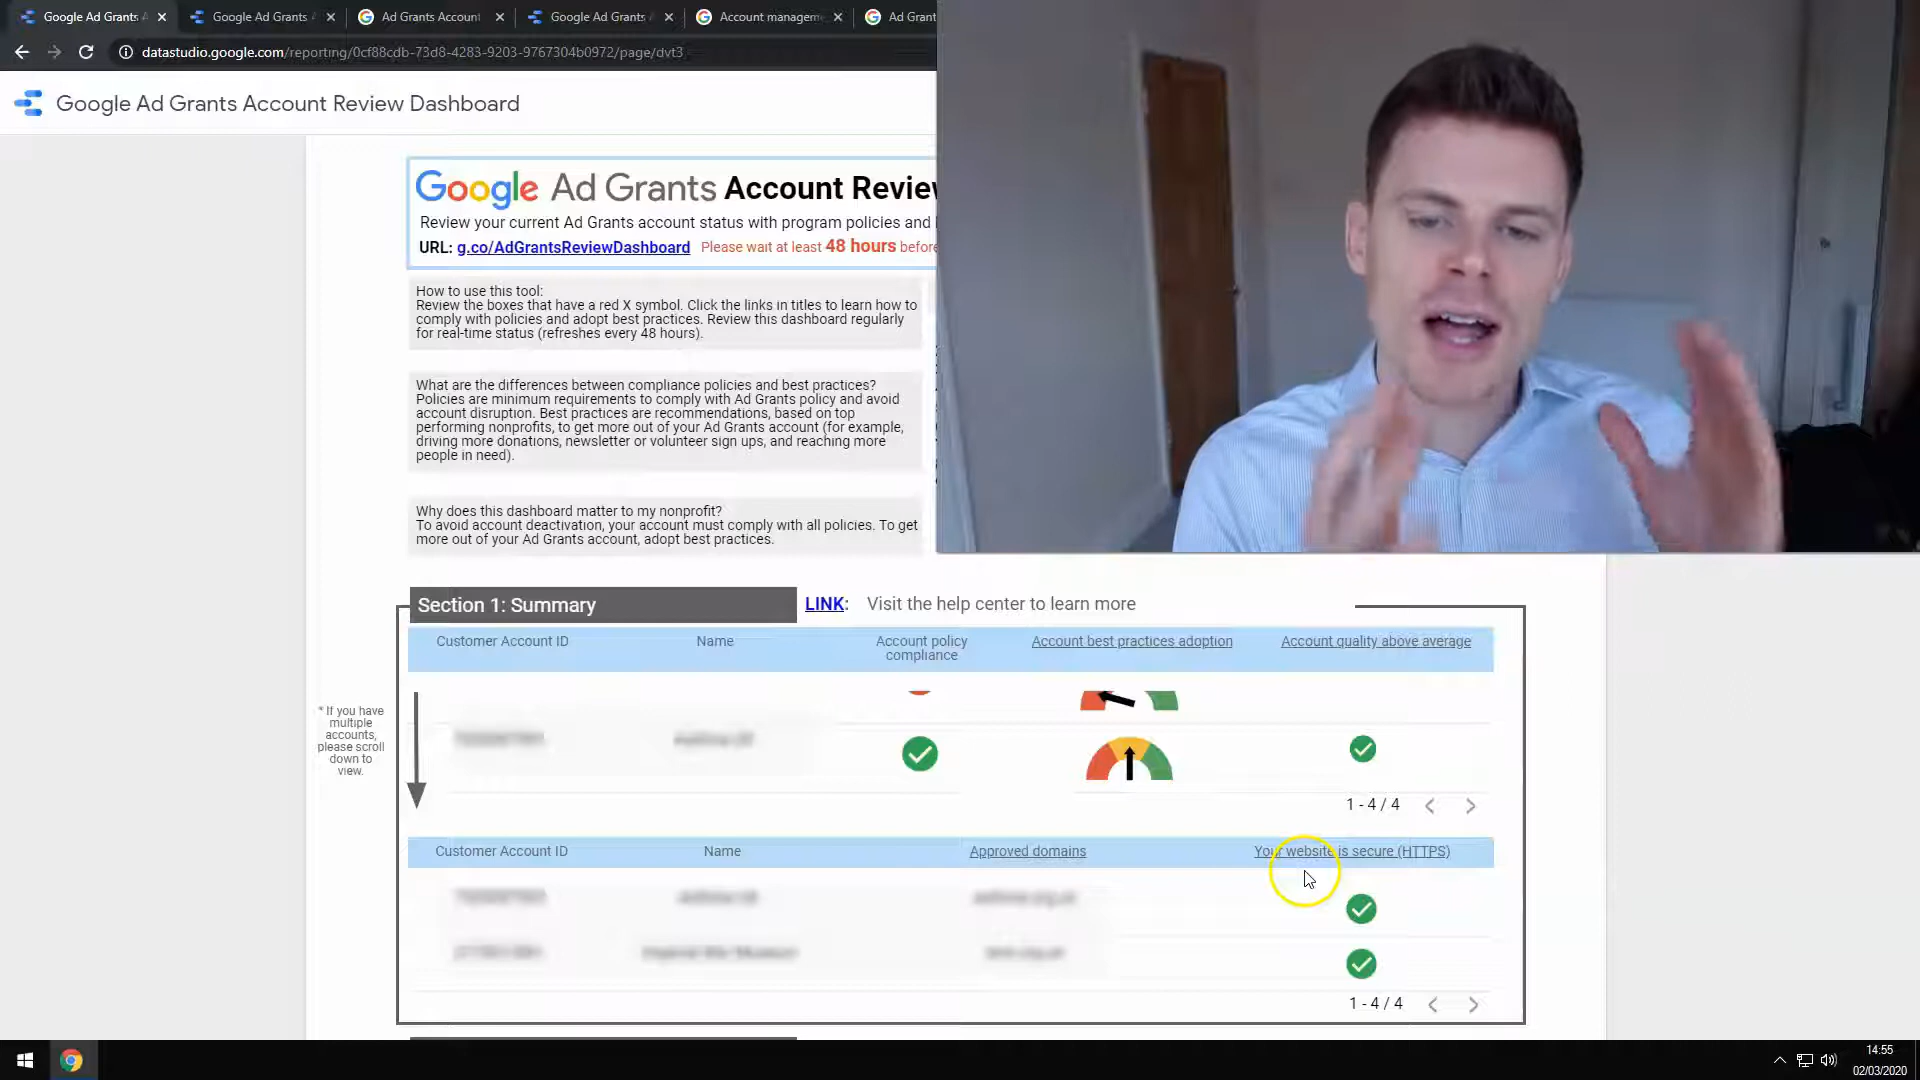 Google Ad Grants A
Google Ad Grants A
Ad Grants Account
Google Ad Grants A
Account managem
Ad Grant
datastudio.google.com/reporting/0cf88cdb-73d8-4283-9203-9767304b0972/page/dvt3
Google Ad Grants Account Review Dashboard
Google Ad Grants Account Review
Review your current Ad Grants account status with program policies and
URL: g.co/AdGrantsReviewDashboard Please wait at least 48 hours before
How to use this tool:
Review the boxes that have a red X symbol. Click the links in titles to learn how to
comply with policies and adopt best practices. Review this dashboard regularly
for real-time status (refreshes every 48 hours).
What are the differences between compliance policies and best practices?
Policies are minimum requirements to comply with Ad Grants policy and avoid
account disruption. Best practices are recommendations, based on top
performing nonprofits, to get more out of your Ad Grants account (for example,
driving more donations, newsletter or volunteer sign ups, and reaching more
people in need).
Why does this dashboard matter to my nonprofit?
To avoid account deactivation, your account must comply with all policies. To get
more out of your Ad Grants account, adopt best practices.
Section 1: Summary
LINK: Visit the help center to learn more
Customer Account ID
Name
Account policy
compliance
Account best practices adoption
Account quality above average
* If you have
multiple
accounts,
please scroll
down to
view.
1 - 4 / 4
Customer Account ID
Name
Approved domains
Your website is secure (HTTPS)
1 - 4 / 4
14:55
02/03/2020